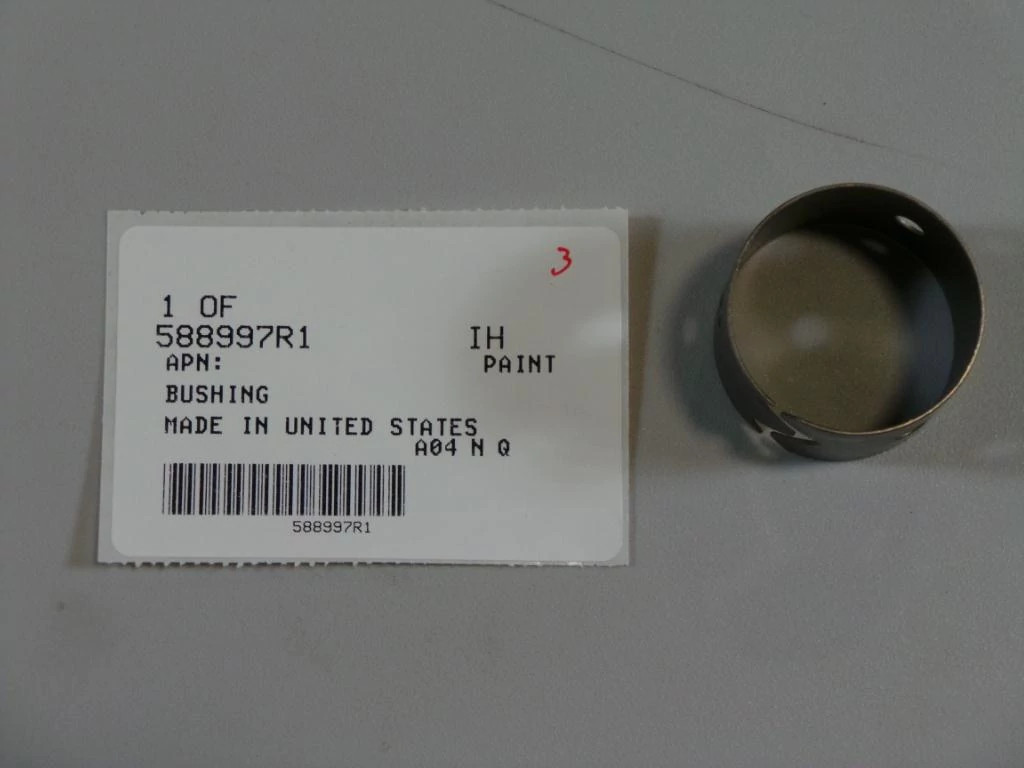 3
1 OF
588997R1 IH
APN: PAINT
BUSHING
MADE IN UNITED STATES
A04 N Q
588997R1